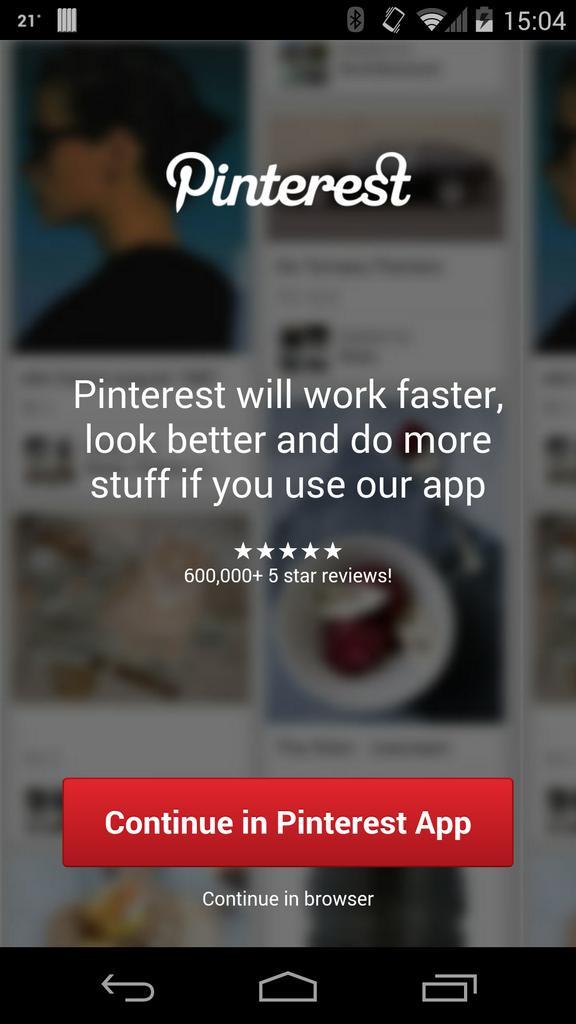 21°
15:04
Pinterest
Pinterest will work faster,
look better and do more
stuff if you use our app
★★★★★
600,000+ 5 star reviews!
Continue in Pinterest App
Continue in browser